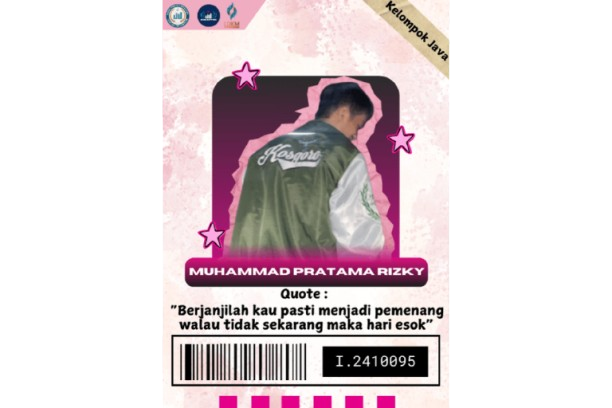 Kelompok Java
Kosgoro
MUHAMMAD PRATAMA RIZKY
Quote :
"Berjanjilah kau pasti menjadi pemenang
walau tidak sekarang maka hari esok"
I.2410095